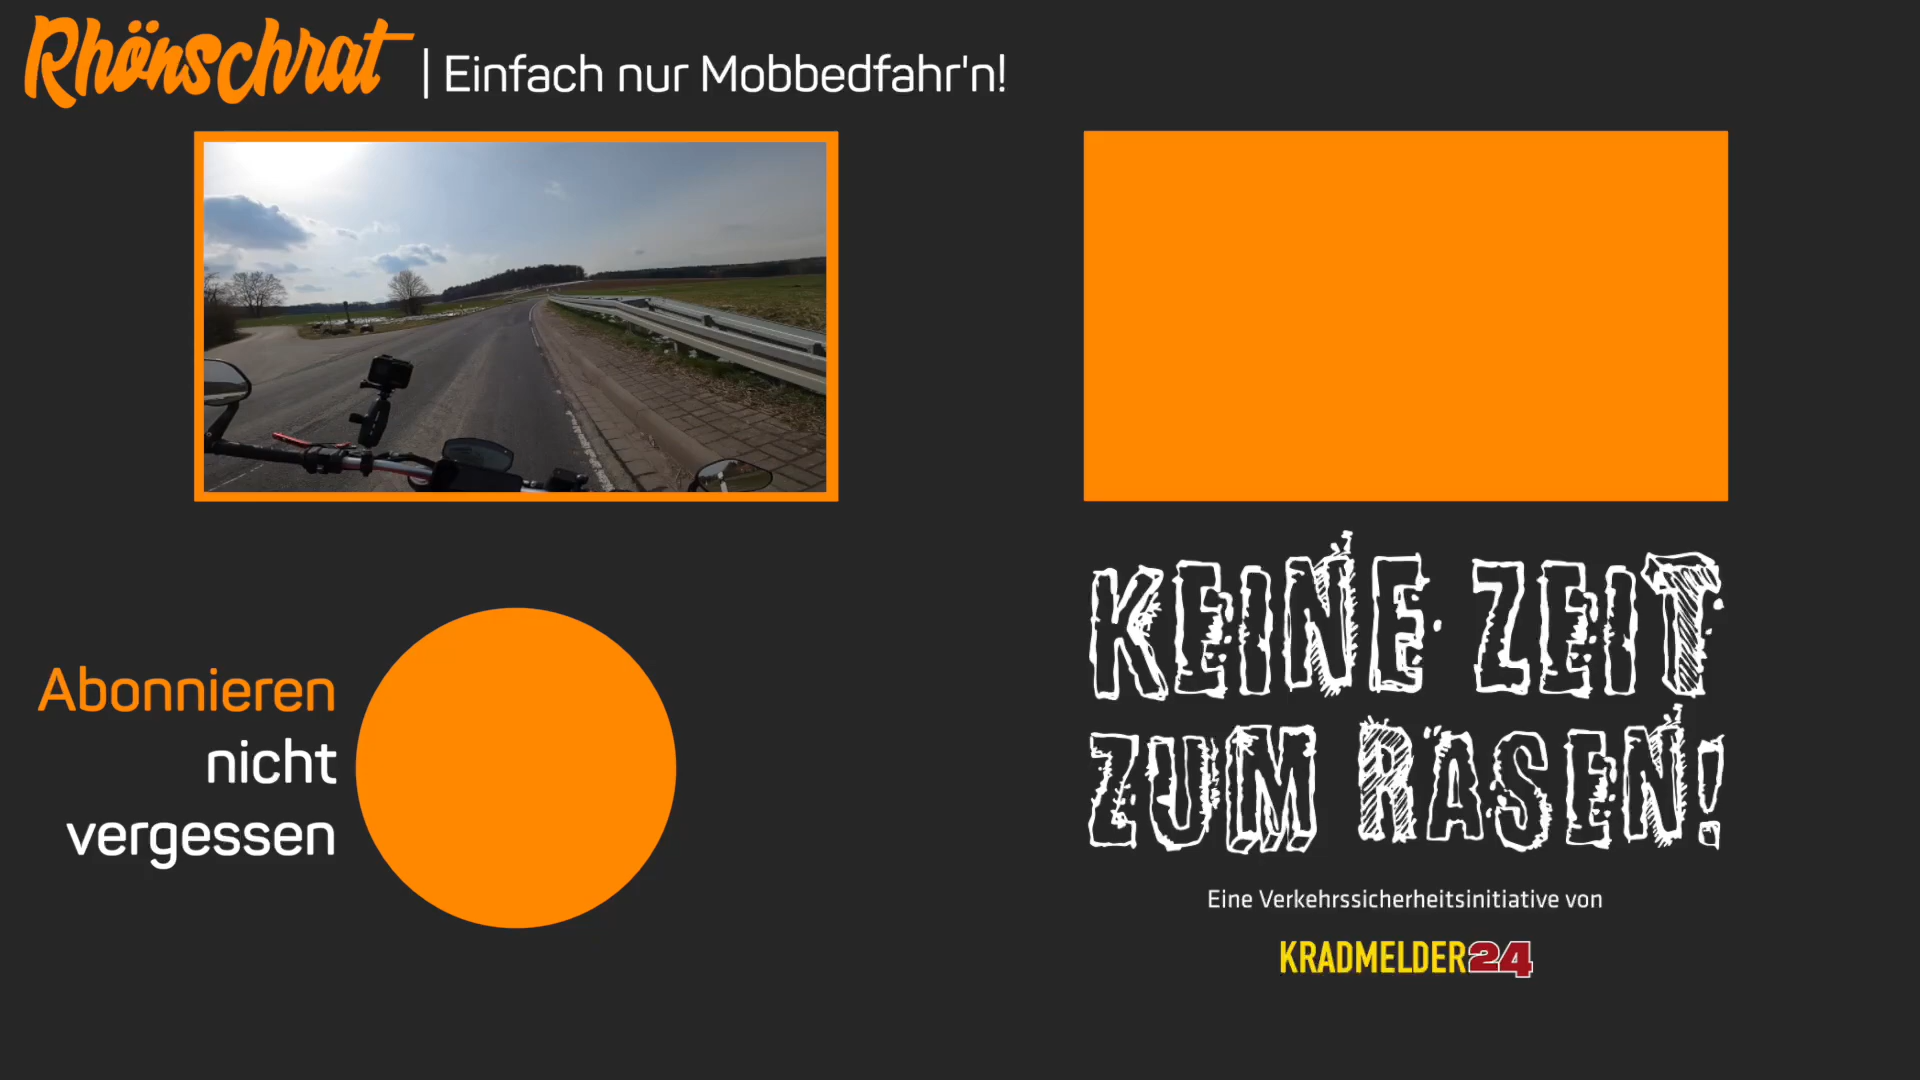 Rhönschrat | Einfach nur Mobbedfahr'n!
Abonnieren
nicht
vergessen
KEINE ZEIT
ZUM RASEN!
Eine Verkehrssicherheitsinitiative von
KRADMELDER24